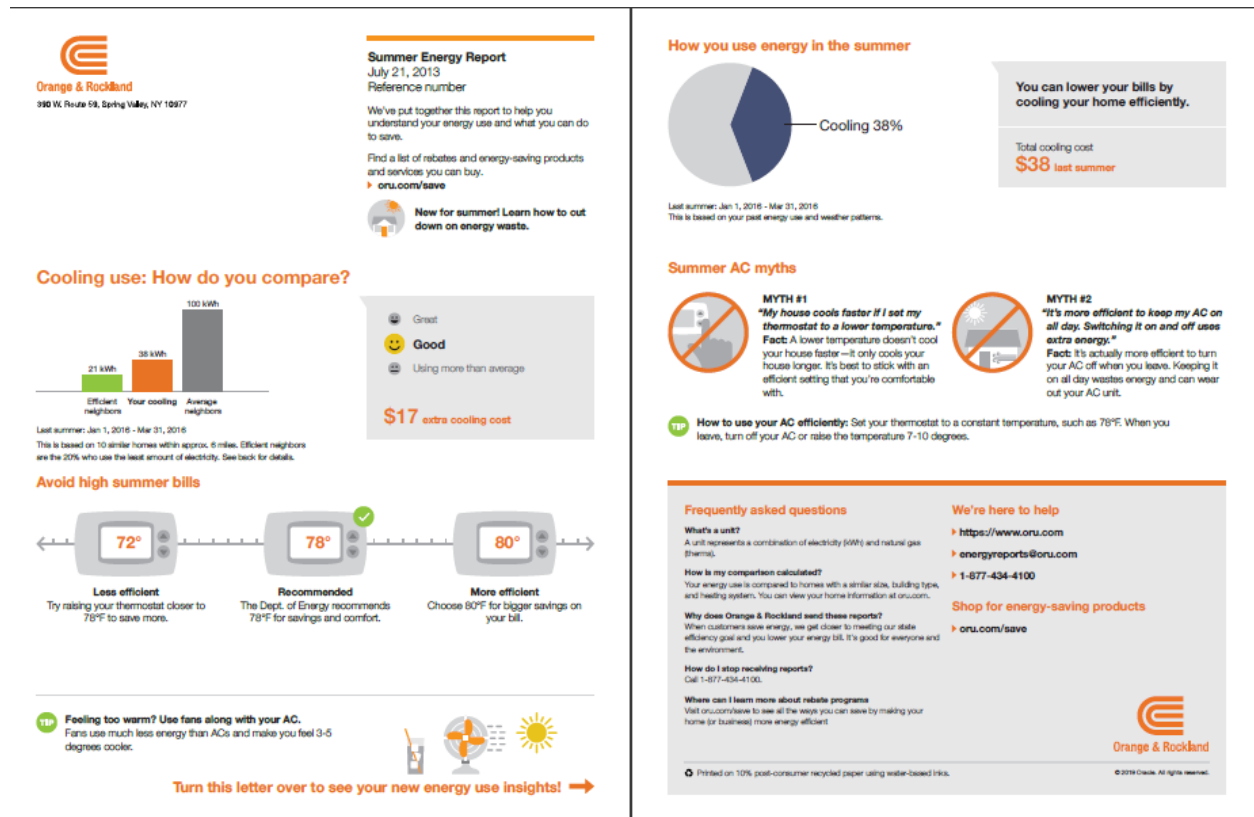 Orange & Rockland
390 W. Route 59, Spring Valley, NY 10977
Summer Energy Report
July 21, 2013
Reference number
We've put together this report to help you
understand your energy use and what you can do
to save.
Find a list of rebates and energy-saving products
and services you can buy.
oru.com/save
New for summer! Learn how to cut
down on energy waste.
Cooling use: How do you compare?
100 kWh
38 kWh
21 kWh
Efficient
neighbors
Your cooling
Average
neighbors
Great
Good
Using more than average
$17 extra cooling cost
Last summer: Jan 1, 2016 - Mar 31, 2016
This is based on 10 similar homes within approx. 6 miles. Efficient neighbors
are the 20% who use the least amount of electricity. See back for details.
Avoid high summer bills
72°
78°
80°
Less efficient
Try raising your thermostat closer to
78°F to save more.
Recommended
The Dept. of Energy recommends
78°F for savings and comfort.
More efficient
Choose 80°F for bigger savings on
your bill.
TIP
Feeling too warm? Use fans along with your AC.
Fans use much less energy than ACs and make you feel 3-5
degrees cooler.
Turn this letter over to see your new energy use insights!
How you use energy in the summer
Cooling 38%
You can lower your bills by
cooling your home efficiently.
Total cooling cost
$38 last summer
Last summer: Jan 1, 2016 - Mar 31, 2016
This is based on your past energy use and weather patterns.
Summer AC myths
MYTH #1
"My house cools faster if I set my
thermostat to a lower temperature."
Fact: A lower temperature doesn't cool
your house faster—it only cools your
house longer. It's best to stick with an
efficient setting that you're comfortable
with.
MYTH #2
"It's more efficient to keep my AC on
all day. Switching it on and off uses
extra energy."
Fact: It's actually more efficient to turn
your AC off when you leave. Keeping it
on all day wastes energy and can wear
out your AC unit.
TIP
How to use your AC efficiently: Set your thermostat to a constant temperature, such as 78°F. When you
leave, turn off your AC or raise the temperature 7-10 degrees.
Frequently asked questions
What's a unit?
A unit represents a combination of electricity (kWh) and natural gas
(therms).
How is my comparison calculated?
Your energy use is compared to homes with a similar size, building type,
and heating system. You can view your home information at oru.com.
Why does Orange & Rockland send these reports?
When customers save energy, we get closer to meeting our state
efficiency goal and you lower your energy bill. It's good for everyone and
the environment.
How do I stop receiving reports?
Call 1-877-434-4100.
Where can I learn more about rebate programs
Visit oru.com/save to see all the ways you can save by making your
home (or business) more energy efficient
We're here to help
https://www.oru.com
energyreports@oru.com
1-877-434-4100
Shop for energy-saving products
oru.com/save
Orange & Rockland
Printed on 10% post-consumer recycled paper using water-based inks.
© 2019 Oracle. All rights reserved.